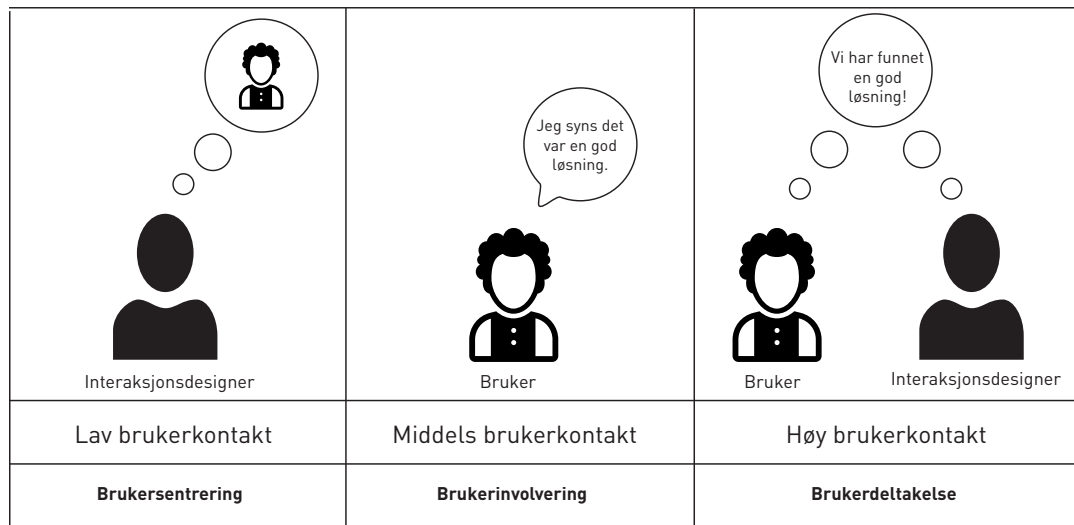 Jeg syns det
var en god
løsning.
Vi har funnet
en god
løsning!
Interaksjonsdesigner
Bruker
Bruker
Interaksjonsdesigner
Lav brukerkontakt
Middels brukerkontakt
Høy brukerkontakt
Brukersentrering
Brukerinvolvering
Brukerdeltakelse